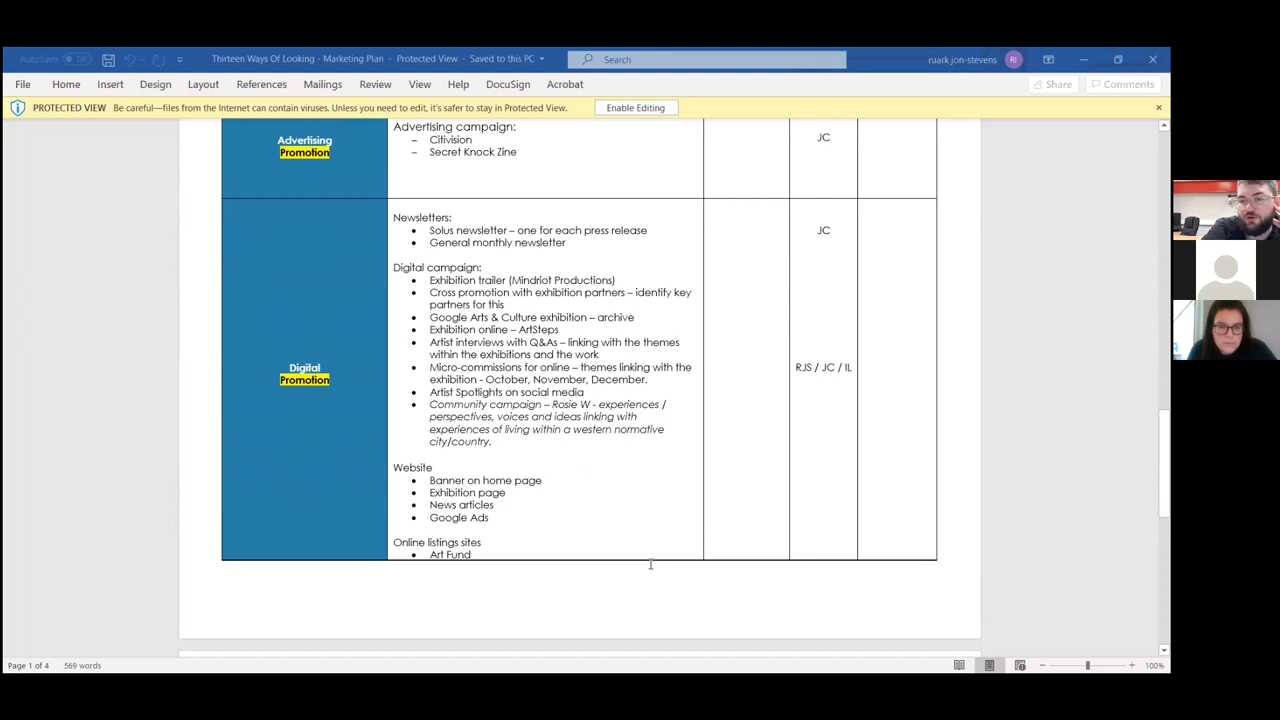 AutoSave Off Thirteen Ways Of Looking - Marketing Plan - Protected View - Saved to this PC Search ruark jon-stevens RJ
File Home Insert Design Layout References Mailings Review View Help DocuSign Acrobat Share Comments
PROTECTED VIEW Be careful—files from the Internet can contain viruses. Unless you need to edit, it's safer to stay in Protected View. Enable Editing
Advertising
Promotion
Advertising campaign:
– Citivision
– Secret Knock Zine
JC
Digital
Promotion
Newsletters:
• Solus newsletter – one for each press release
• General monthly newsletter
JC
Digital campaign:
• Exhibition trailer (Mindriot Productions)
• Cross promotion with exhibition partners – identify key
partners for this
• Google Arts & Culture exhibition – archive
• Exhibition online – ArtSteps
• Artist interviews with Q&As – linking with the themes
within the exhibitions and the work
• Micro-commissions for online – themes linking with the
exhibition - October, November, December.
• Artist Spotlights on social media
• Community campaign – Rosie W - experiences /
perspectives, voices and ideas linking with
experiences of living within a western normative
city/country.
RJS / JC / IL
Website
• Banner on home page
• Exhibition page
• News articles
• Google Ads
Online listings sites
• Art Fund
Page 1 of 4 569 words 100%